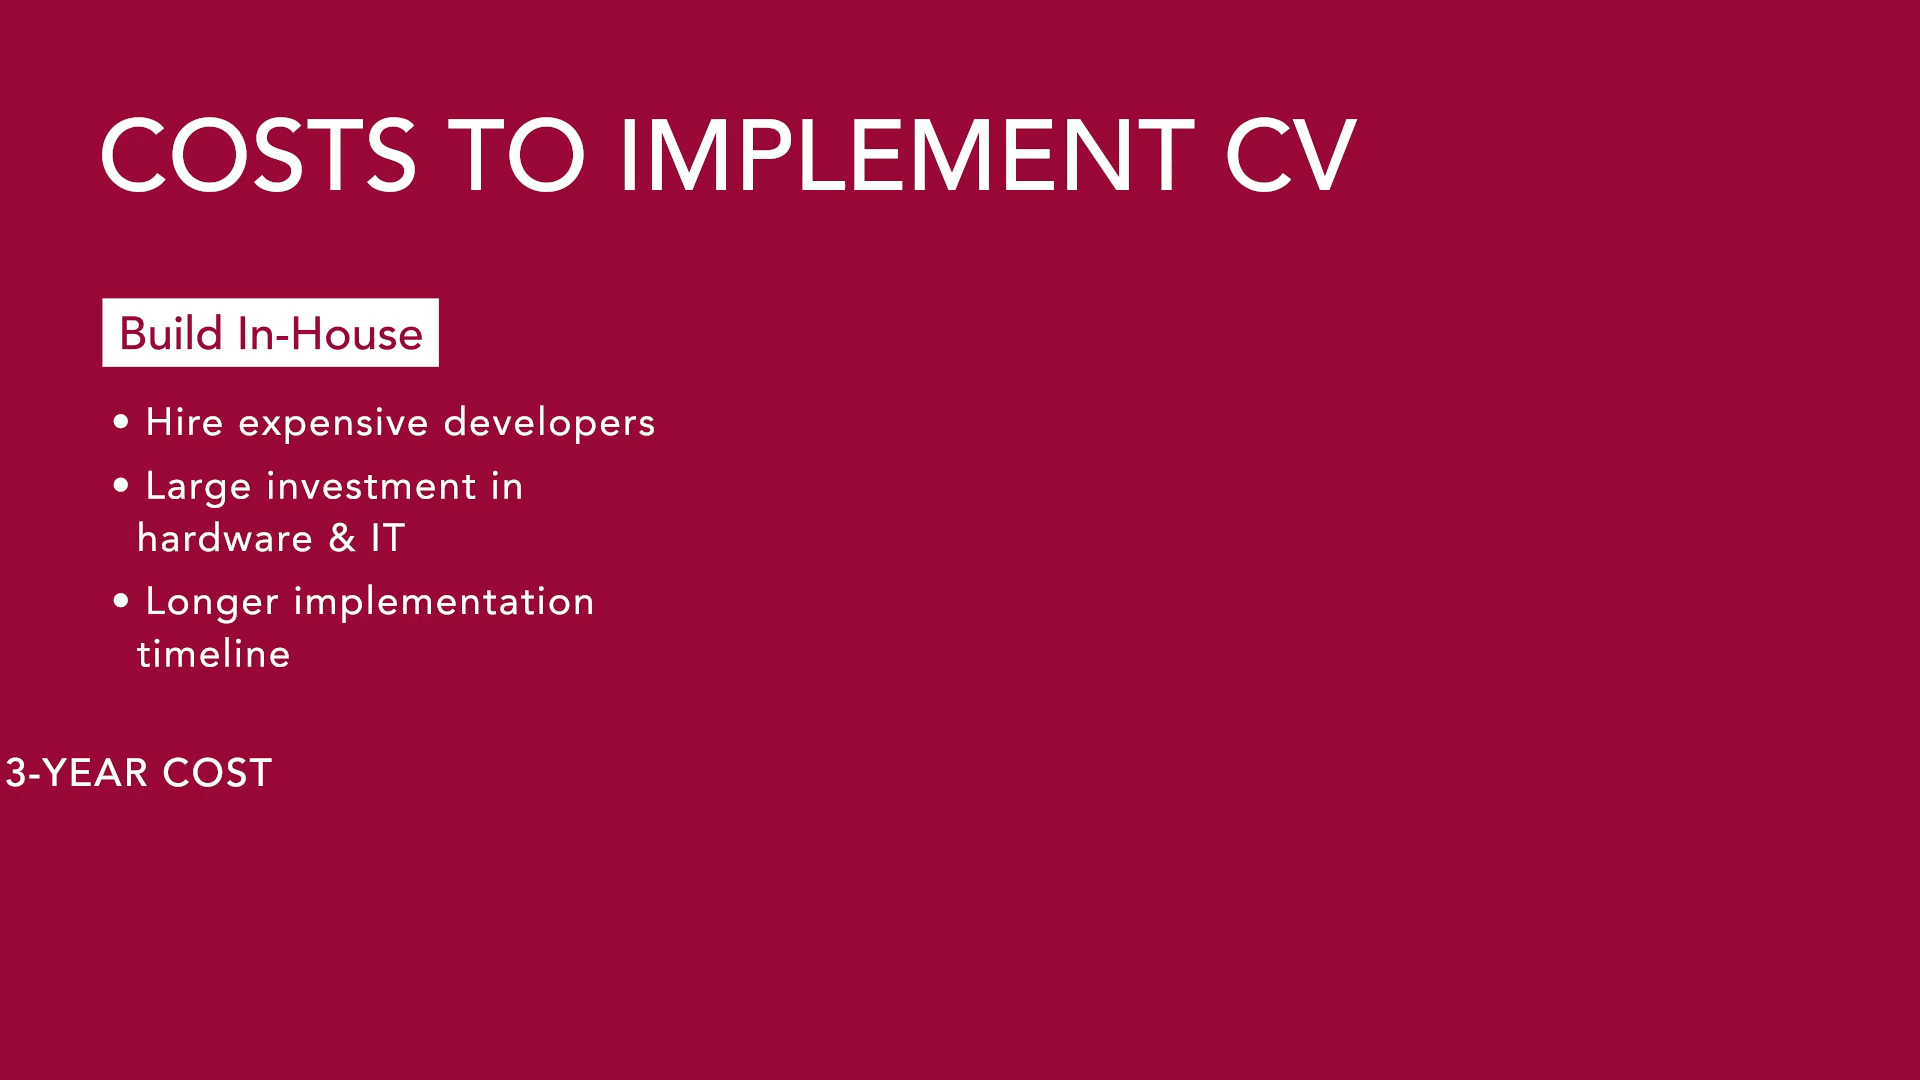 COSTS TO IMPLEMENT CV
Build In-House
• Hire expensive developers
• Large investment in
hardware & IT
• Longer implementation
timeline
3-YEAR COST